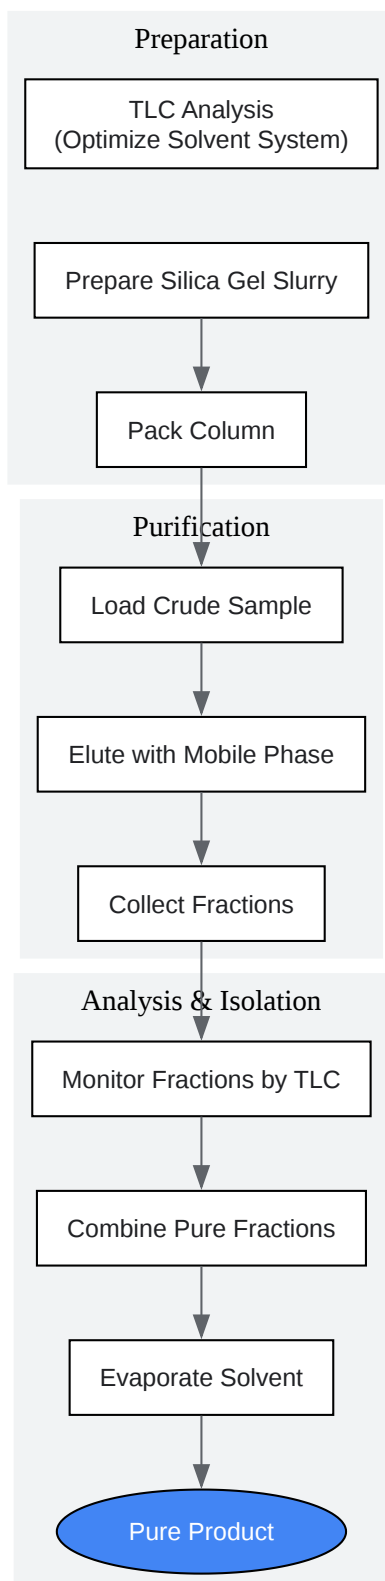 Preparation
TLC Analysis
(Optimize Solvent System)
Prepare Silica Gel Slurry
Pack Column
Purification
Load Crude Sample
Elute with Mobile Phase
Collect Fractions
Analysis & Isolation
Monitor Fractions by TLC
Combine Pure Fractions
Evaporate Solvent
Pure Product